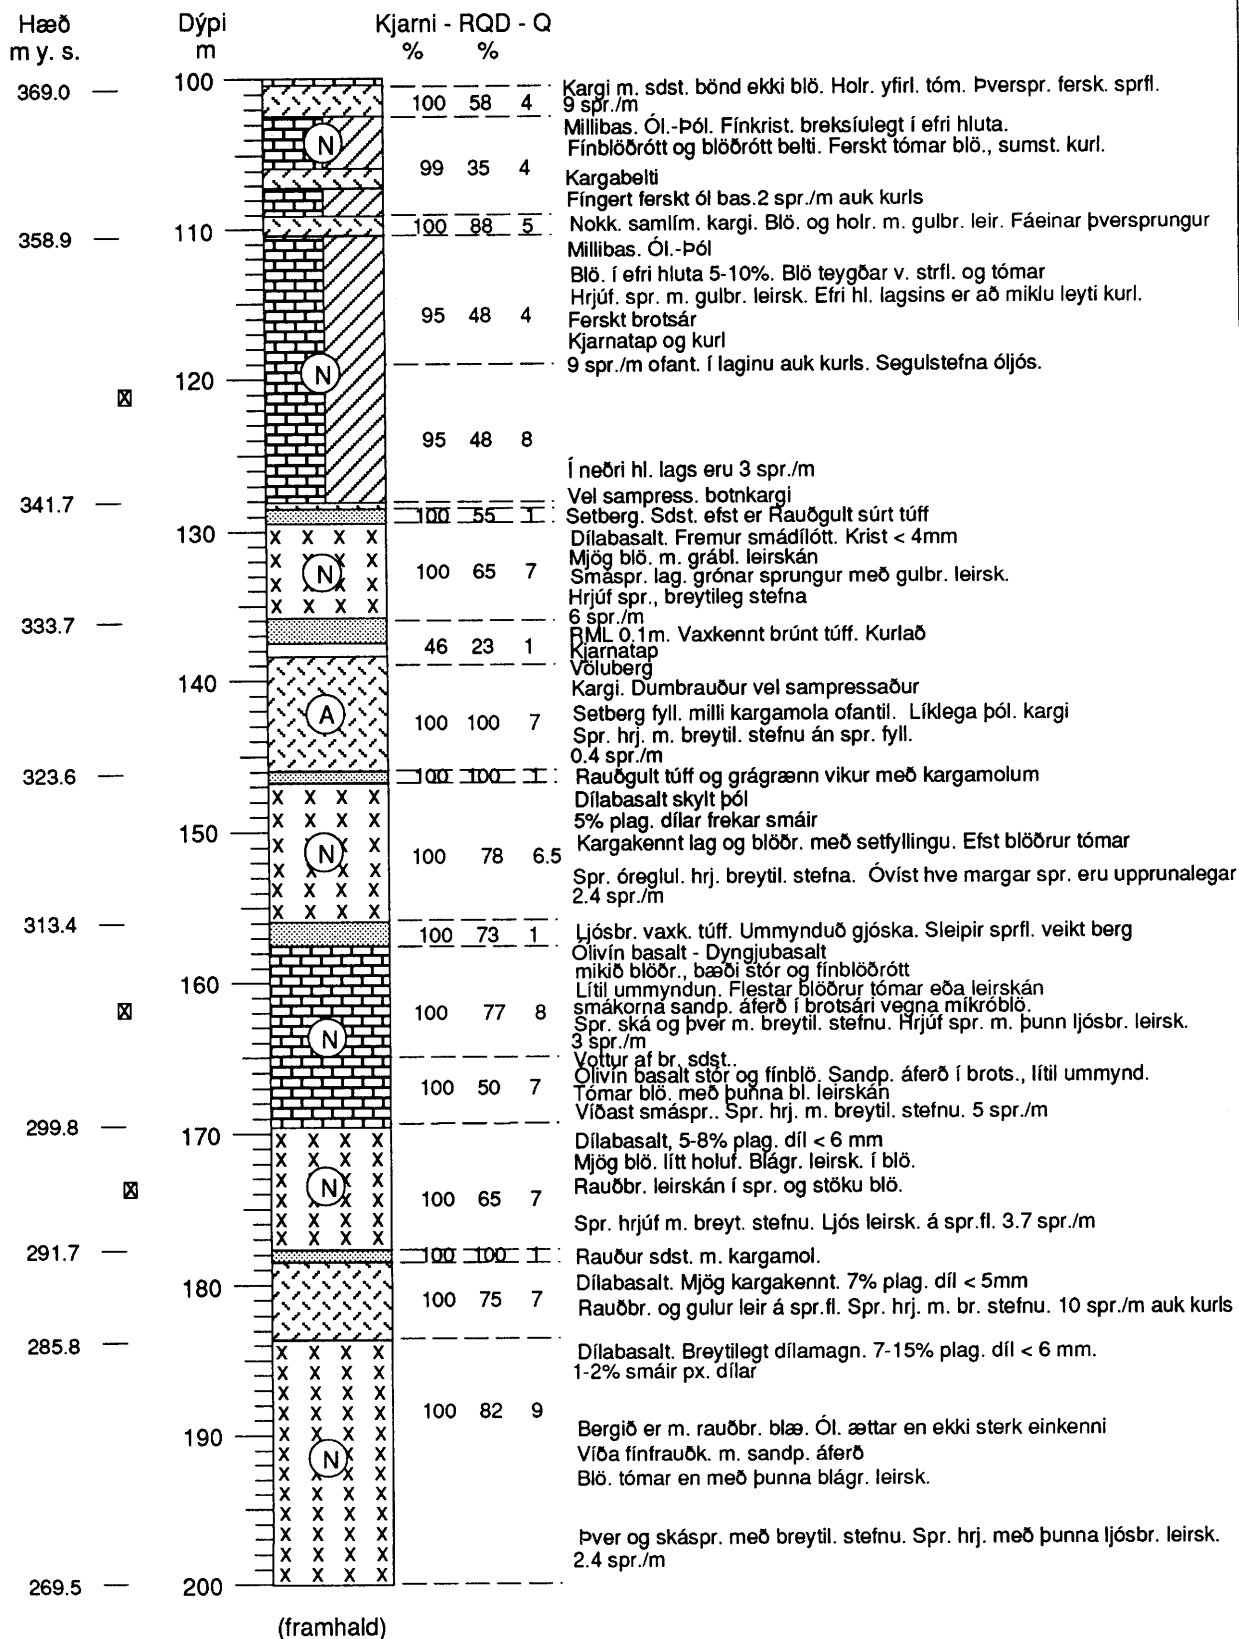 Hæð Dýpi Kjarni - RQD - Q
m y. s. m % %
100
369.0 Kargi m. sdst. bönd ekki blö. Holr. yfirl. tóm. Þverspr. fersk. sprfl.
100 58 4 9 spr./m
Millibas. Ól.-Þól. Fínkrist. breksíulegt í efri hluta.
N Fínblöðrótt og blöðrótt belti. Ferskt tómar blö., sumst. kurl.
99 35 4 Kargabelti
Fíngert ferskt ól bas.2 spr./m auk kurls
110 100 88 5 Nokk. samlím. kargi. Blö. og holr. m. gulbr. leir. Fáeinar þversprungur
358.9 Millibas. Ól.-Þól
Blö. í efri hluta 5-10%. Blö teygðar v. strfl. og tómar
Hrjúf. spr. m. gulbr. leirsk. Efri hl. lagsins er að miklu leyti kurl.
95 48 4 Ferskt brotsár
Kjarnatap og kurl
N 9 spr./m ofant. í laginu auk kurls. Segulstefna óljós.
120
95 48 8
Í neðri hl. lags eru 3 spr./m
341.7 Vel sampress. botnkargi
100 55 1 Setberg. Sdst. efst er Rauðgult súrt túff
130 Dílabasalt. Fremur smádílótt. Krist < 4mm
Mjög blö. m. grábl. leirskán
N 100 65 7 Smáspr. lag. grónar sprungur með gulbr. leirsk.
Hrjúf spr., breytileg stefna
6 spr./m
333.7 RML 0.1m. Vaxkennt brúnt túff. Kurlað
46 23 1 Kjarnatap
Völuberg
140 Kargi. Dumbrauður vel sampressaður
A 100 100 7 Setberg fyll. milli kargamola ofantil. Líklega þól. kargi
Spr. hrj. m. breytil. stefnu án spr. fyll.
0.4 spr./m
323.6 100 100 1 Rauðgult túff og grágrænn vikur með kargamolum
Dílabasalt skylt þól
5% plag. dílar frekar smáir
150 Kargakennt lag og blöðr. með setfyllingu. Efst blöðrur tómar
N 100 78 6.5
Spr. óreglul. hrj. breytil. stefna. Óvíst hve margar spr. eru upprunalegar
2.4 spr./m
313.4 100 73 1 Ljósbr. vaxk. túff. Ummynduð gjóska. Sleipir sprfl. veikt berg
Ólivín basalt - Dyngjubasalt
mikið blöðr., bæði stór og fínblöðrótt
160 Lítil ummyndun. Flestar blöðrur tómar eða leirskán
smákorna sandp. áferð í brotsári vegna míkróblö.
100 77 8 Spr. ská og þver m. breytil. stefnu. Hrjúf spr. m. þunn ljósbr. leirsk.
N 3 spr./m
Vottur af br. sdst..
Ólivín basalt stór og fínblö. Sandp. áferð í brots., lítil ummynd.
100 50 7 Tómar blö. með þunna bl. leirskán
Víðast smáspr.. Spr. hrj. m. breytil. stefnu. 5 spr./m
299.8
170 Dílabasalt, 5-8% plag. díl < 6 mm
Mjög blö. lítt holuf. Blágr. leirsk. í blö.
N 100 65 7 Rauðbr. leirskán í spr. og stöku blö.
Spr. hrjúf m. breyt. stefnu. Ljós leirsk. á spr.fl. 3.7 spr./m
291.7 100 100 1 Rauður sdst. m. kargamol.
180 Dílabasalt. Mjög kargakennt. 7% plag. díl < 5mm
100 75 7 Rauðbr. og gulur leir á spr.fl. Spr. hrj. m. br. stefnu. 10 spr./m auk kurls
285.8 Dílabasalt. Breytilegt dílamagn. 7-15% plag. díl < 6 mm.
1-2% smáir px. dílar
100 82 9
190 Bergið er m. rauðbr. blæ. Ól. ættar en ekki sterk einkenni
N Víða fínfrauðk. m. sandp. áferð
Blö. tómar en með þunna blágr. leirsk.
Þver og skáspr. með breytil. stefnu. Spr. hrj. með þunna ljósbr. leirsk.
2.4 spr./m
269.5 200
(framhald)